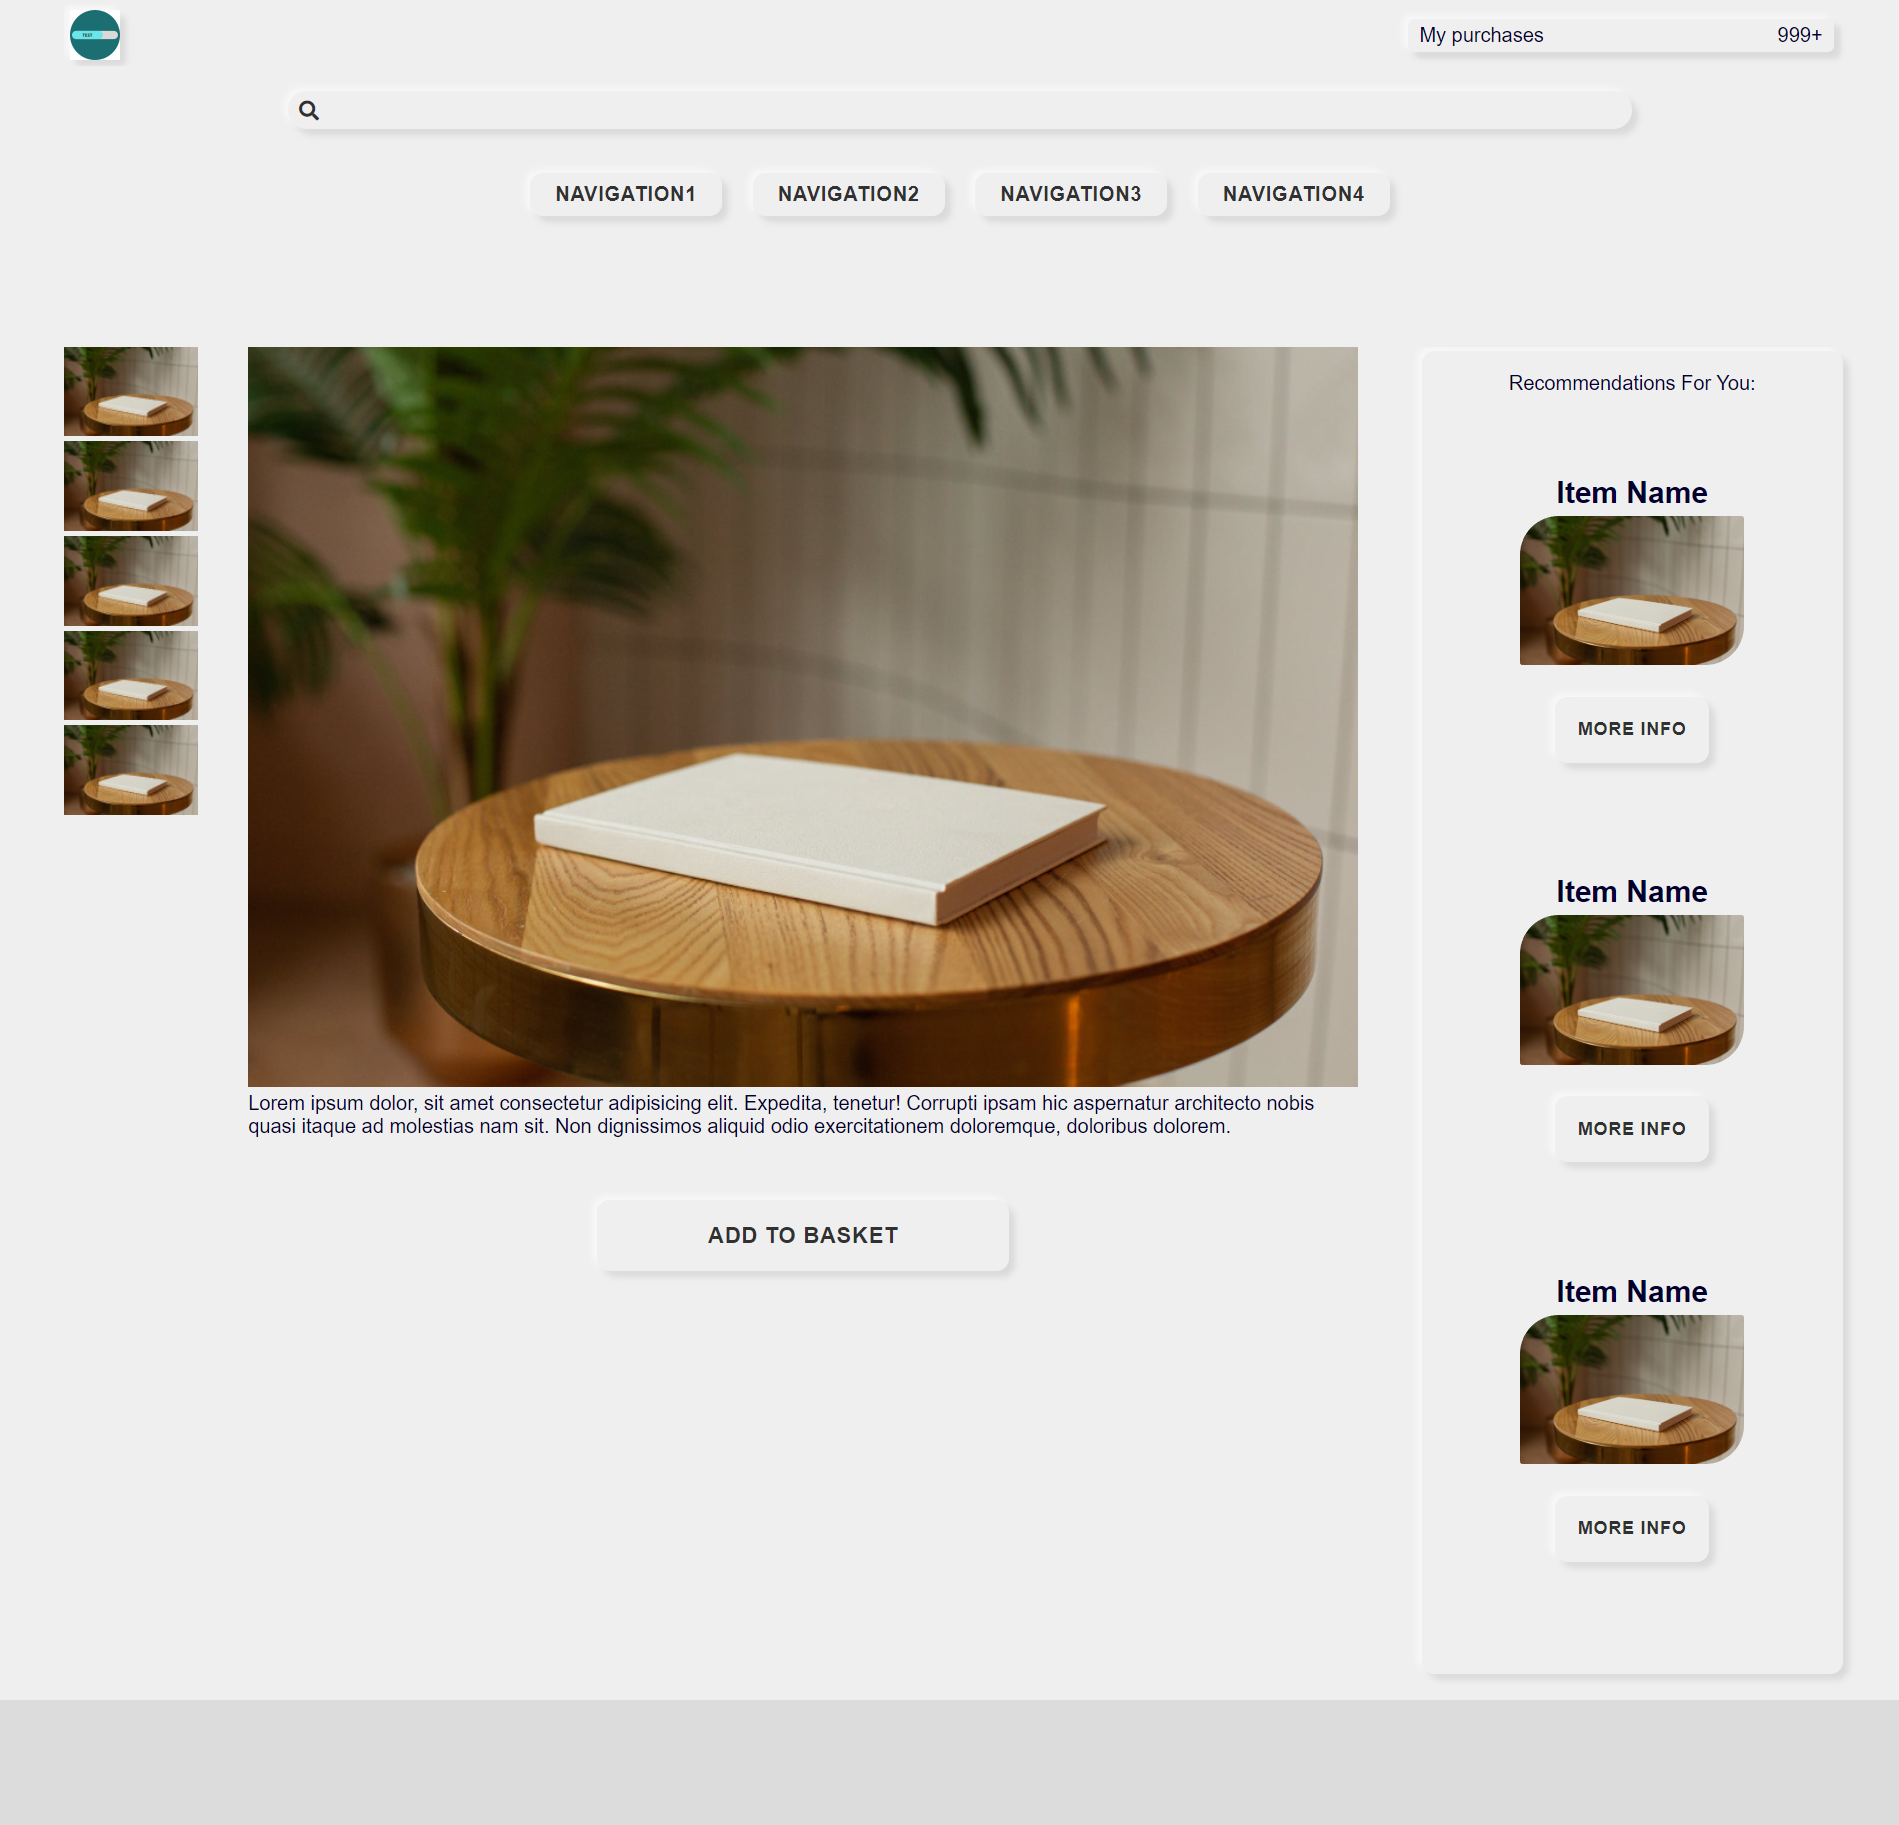 My purchases 999+
NAVIGATION1 NAVIGATION2 NAVIGATION3 NAVIGATION4
Recommendations For You:
Item Name
MORE INFO
Item Name
MORE INFO
Lorem ipsum dolor, sit amet consectetur adipisicing elit. Expedita, tenetur! Corrupti ipsam hic aspernatur architecto nobis
quasi itaque ad molestias nam sit. Non dignissimos aliquid odio exercitationem doloremque, doloribus dolorem.
ADD TO BASKET
Item Name
MORE INFO